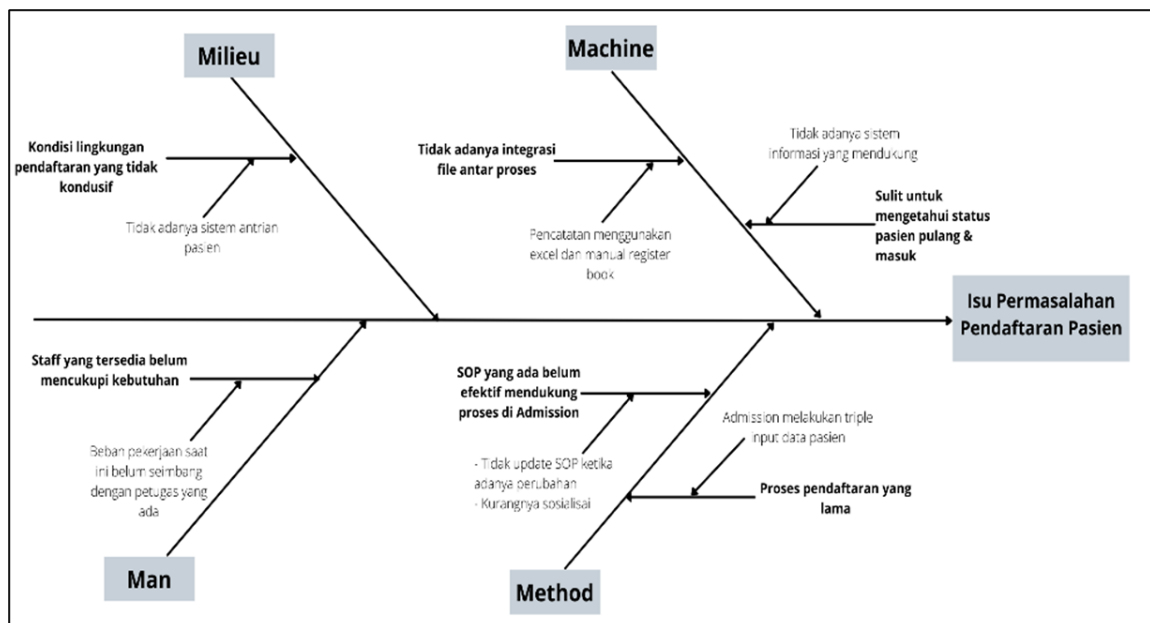 Milieu
Machine
Kondisi lingkungan
pendaftaran yang tidak
kondusif
Tidak adanya sistem antrian
pasien
Tidak adanya integrasi
file antar proses
Pencatatan menggunakan
excel dan manual register
book
Tidak adanya sistem
informasi yang mendukung
Sulit untuk
mengetahui status
pasien pulang &
masuk
Isu Permasalahan
Pendaftaran Pasien
Staff yang tersedia belum
mencukupi kebutuhan
Beban pekerjaan saat
ini belum seimbang
dengan petugas yang
ada
SOP yang ada belum
efektif mendukung
proses di Admission
- Tidak update SOP ketika
adanya perubahan
- Kurangnya sosialisai
Admission melakukan triple
input data pasien
Proses pendaftaran yang
lama
Man
Method